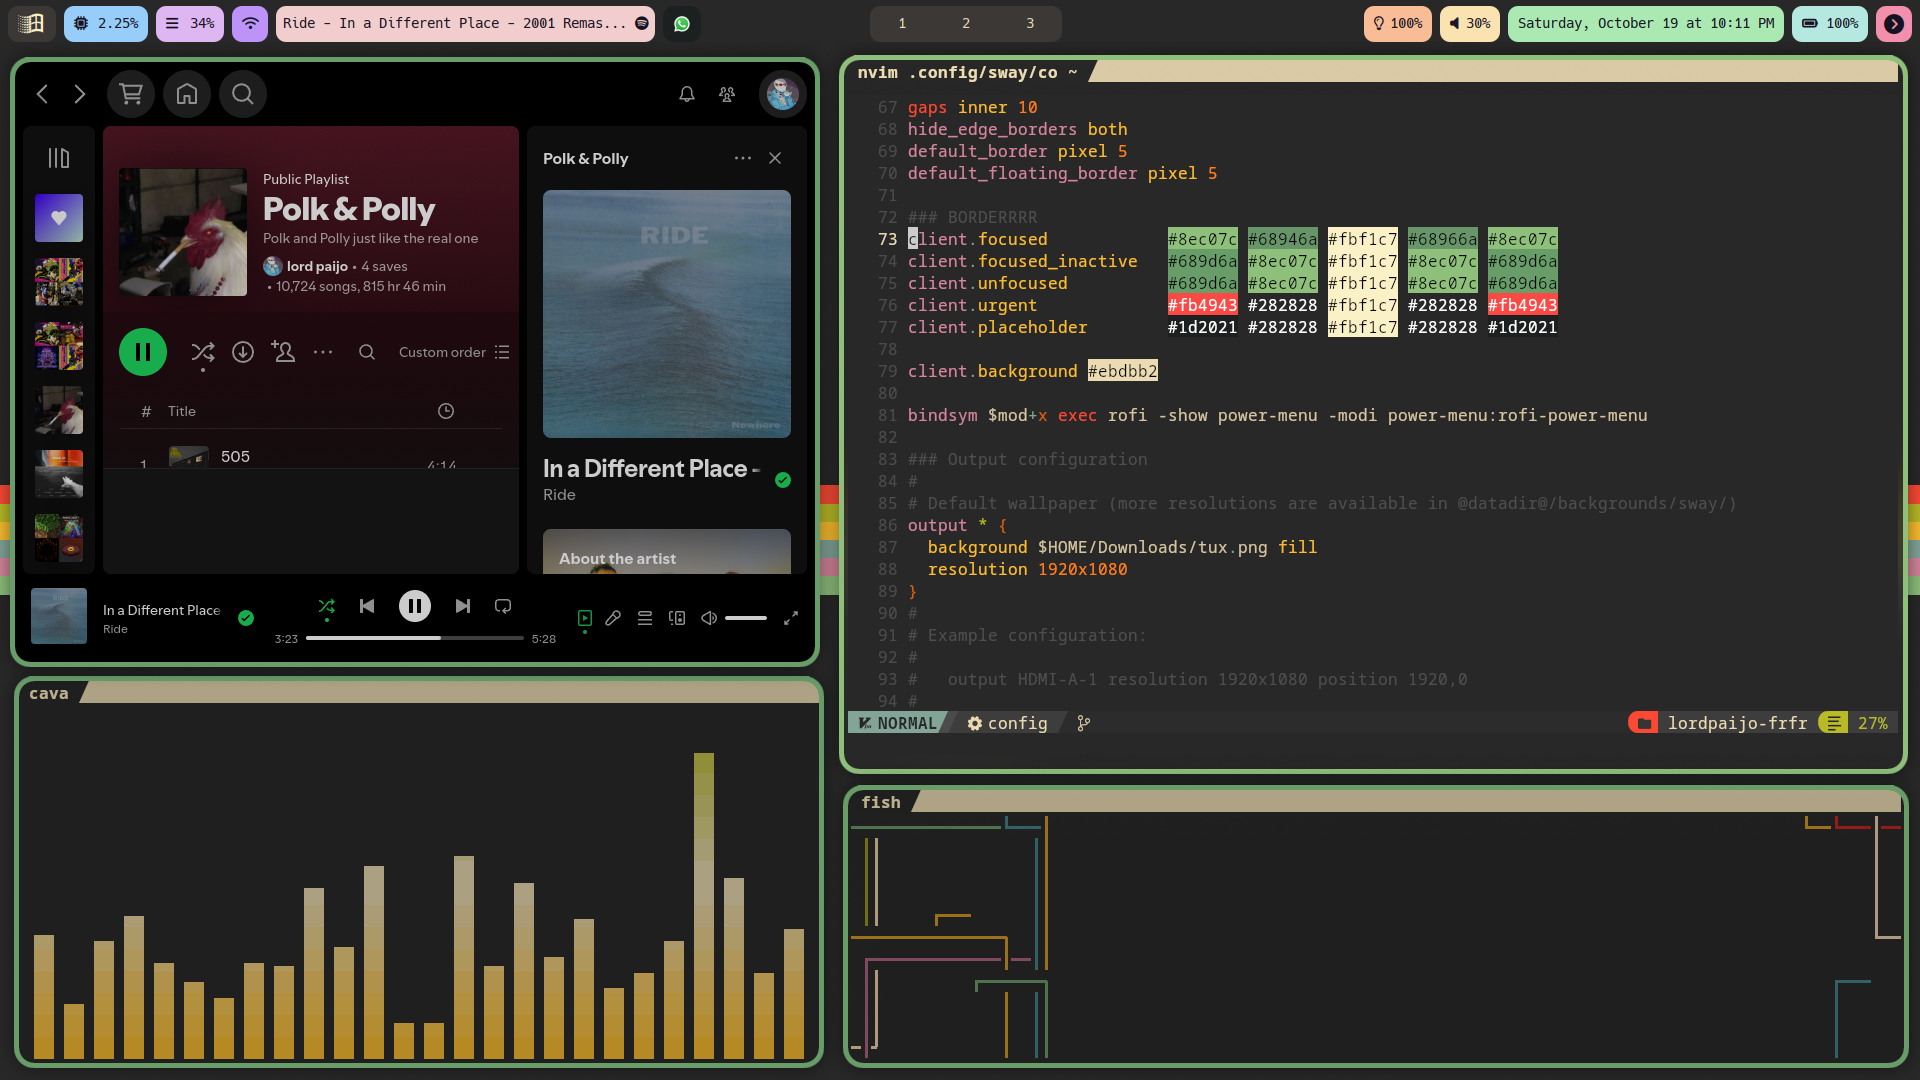 2.25%
34%
Ride - In a Different Place - 2001 Remas...
1 2 3
100%
30%
Saturday, October 19 at 10:11 PM
100%
Public Playlist
Polk & Polly
Polk and Polly just like the real one
lord paijo • 4 saves
• 10,724 songs, 815 hr 46 min
Custom order
# Title
1 505 4:14
Polk & Polly
RIDE
Nowhere
In a Different Place -
Ride
About the artist
In a Different Place
Ride
3:23
5:28
cava
nvim .config/sway/co ~
67 gaps inner 10
68 hide_edge_borders both
69 default_border pixel 5
70 default_floating_border pixel 5
71
72 ### BORDERRRR
73 client.focused #8ec07c #68946a #fbf1c7 #68966a #8ec07c
74 client.focused_inactive #689d6a #8ec07c #fbf1c7 #8ec07c #689d6a
75 client.unfocused #689d6a #8ec07c #fbf1c7 #8ec07c #689d6a
76 client.urgent #fb4943 #282828 #fbf1c7 #282828 #fb4943
77 client.placeholder #1d2021 #282828 #fbf1c7 #282828 #1d2021
78
79 client.background #ebdbb2
80
81 bindsym $mod+x exec rofi -show power-menu -modi power-menu:rofi-power-menu
82
83 ### Output configuration
84 #
85 # Default wallpaper (more resolutions are available in @datadir@/backgrounds/sway/)
86 output * {
87   background $HOME/Downloads/tux.png fill
88   resolution 1920x1080
89 }
90 #
91 # Example configuration:
92 #
93 #   output HDMI-A-1 resolution 1920x1080 position 1920,0
94 #
NORMAL config lordpaijo-frfr 27%
fish